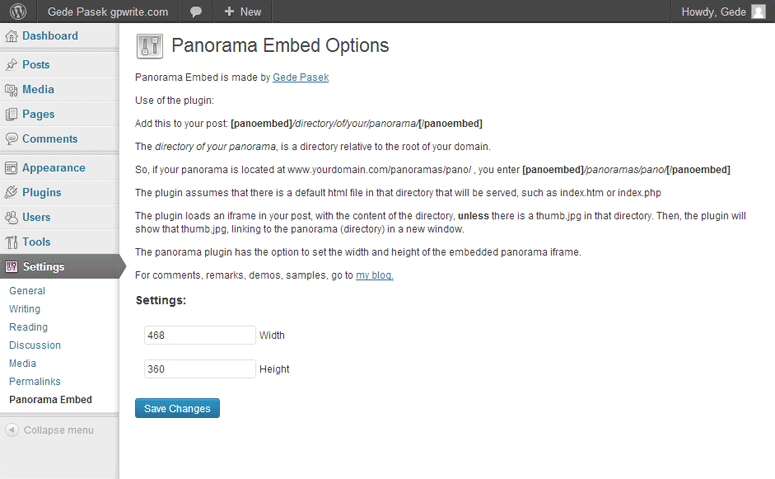 Gede Pasek gpwrite.com
+ New
Howdy, Gede
Dashboard
Posts
Media
Pages
Comments
Appearance
Plugins
Users
Tools
Settings
General
Writing
Reading
Discussion
Media
Permalinks
Panorama Embed
Collapse menu
Panorama Embed Options
Panorama Embed is made by Gede Pasek
Use of the plugin:
Add this to your post: [panoembed]/directory/of/your/panorama/[/panoembed]
The directory of your panorama, is a directory relative to the root of your domain.
So, if your panorama is located at www.yourdomain.com/panoramas/pano/ , you enter [panoembed]/panoramas/pano/[/panoembed]
The plugin assumes that there is a default html file in that directory that will be served, such as index.htm or index.php
The plugin loads an iframe in your post, with the content of the directory, unless there is a thumb.jpg in that directory. Then, the plugin will
show that thumb.jpg, linking to the panorama (directory) in a new window.
The panorama plugin has the option to set the width and height of the embedded panorama iframe.
For comments, remarks, demos, samples, go to my blog.
Settings:
468 Width
360 Height
Save Changes